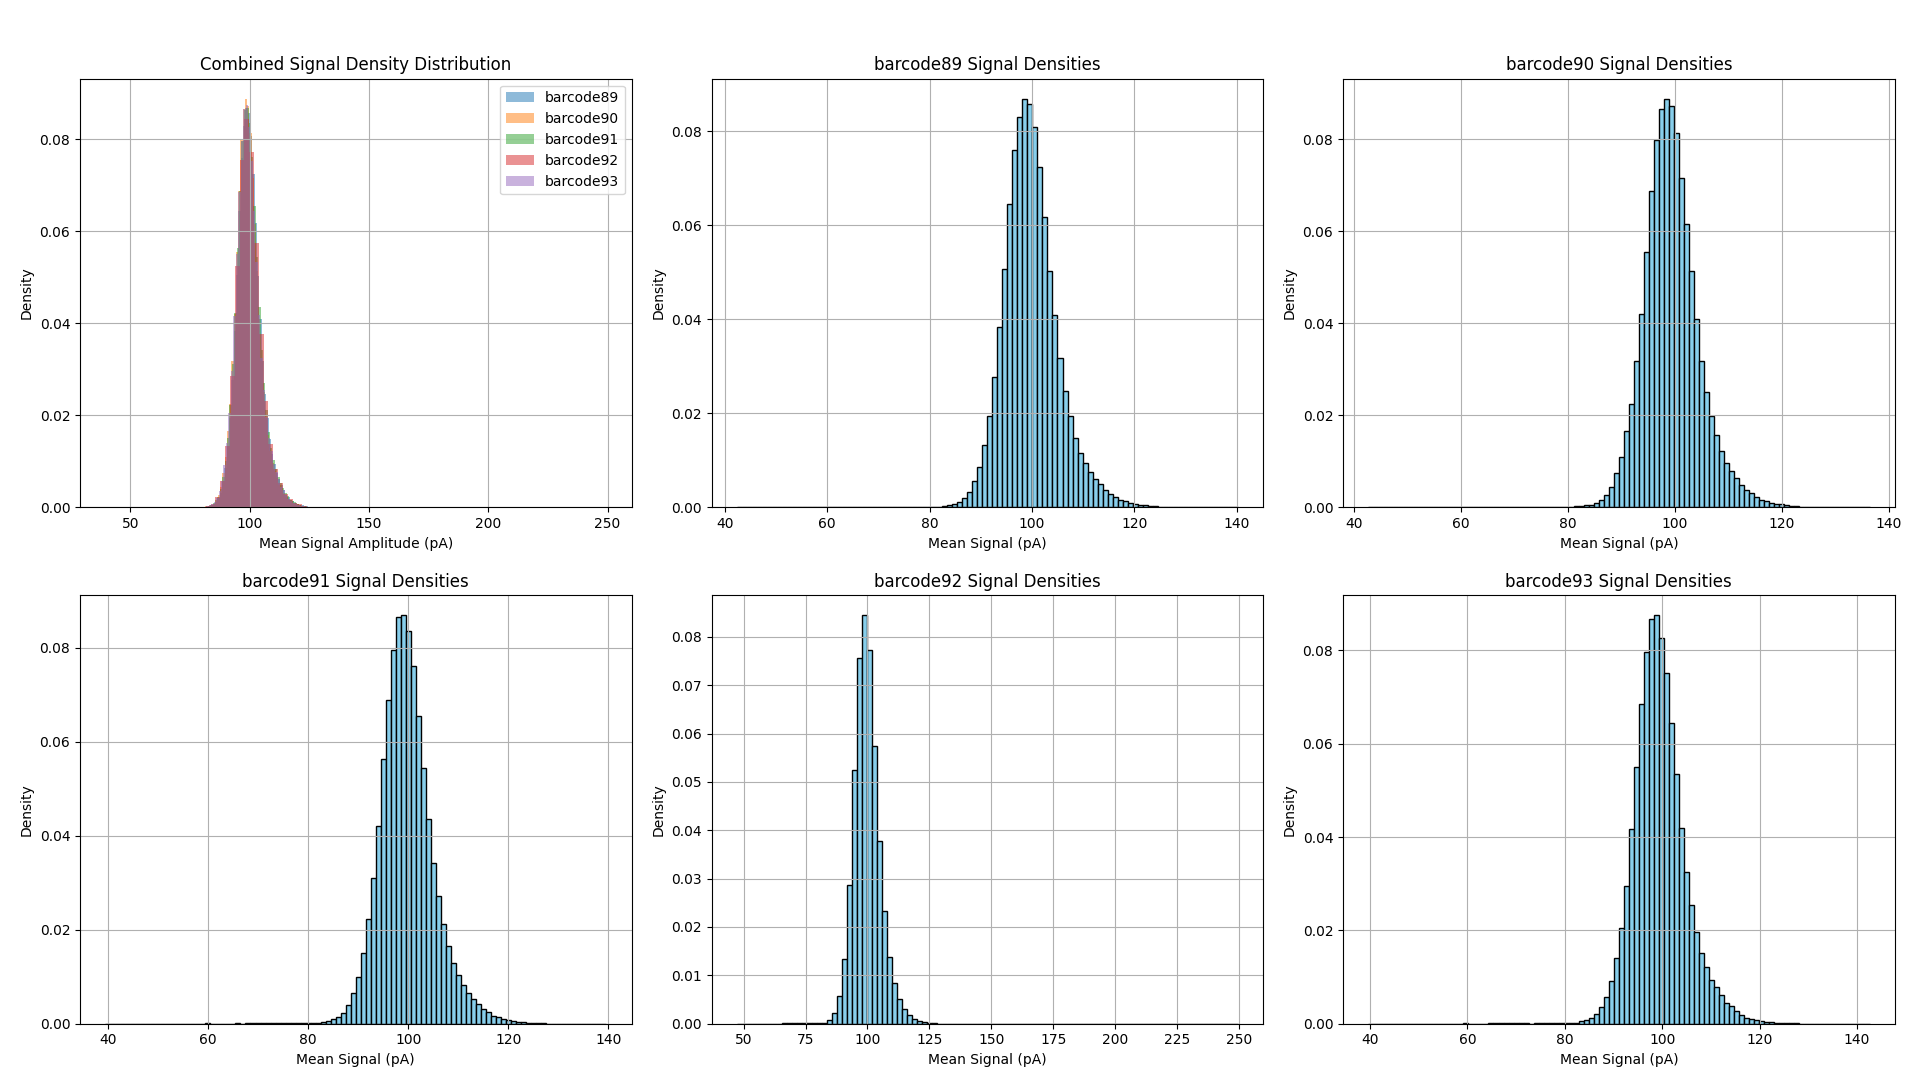 Combined Signal Density Distribution
barcode89
barcode90
barcode91
barcode92
barcode93
0.08
0.06
0.04
0.02
0.00
Density
50 100 150 200 250
Mean Signal Amplitude (pA)
barcode89 Signal Densities
0.08
0.06
0.04
0.02
0.00
Density
40 60 80 100 120 140
Mean Signal (pA)
barcode90 Signal Densities
0.08
0.06
0.04
0.02
0.00
Density
40 60 80 100 120 140
Mean Signal (pA)
barcode91 Signal Densities
0.08
0.06
0.04
0.02
0.00
Density
40 60 80 100 120 140
Mean Signal (pA)
barcode92 Signal Densities
0.08
0.07
0.06
0.05
0.04
0.03
0.02
0.01
0.00
Density
50 75 100 125 150 175 200 225 250
Mean Signal (pA)
barcode93 Signal Densities
0.08
0.06
0.04
0.02
0.00
Density
40 60 80 100 120 140
Mean Signal (pA)